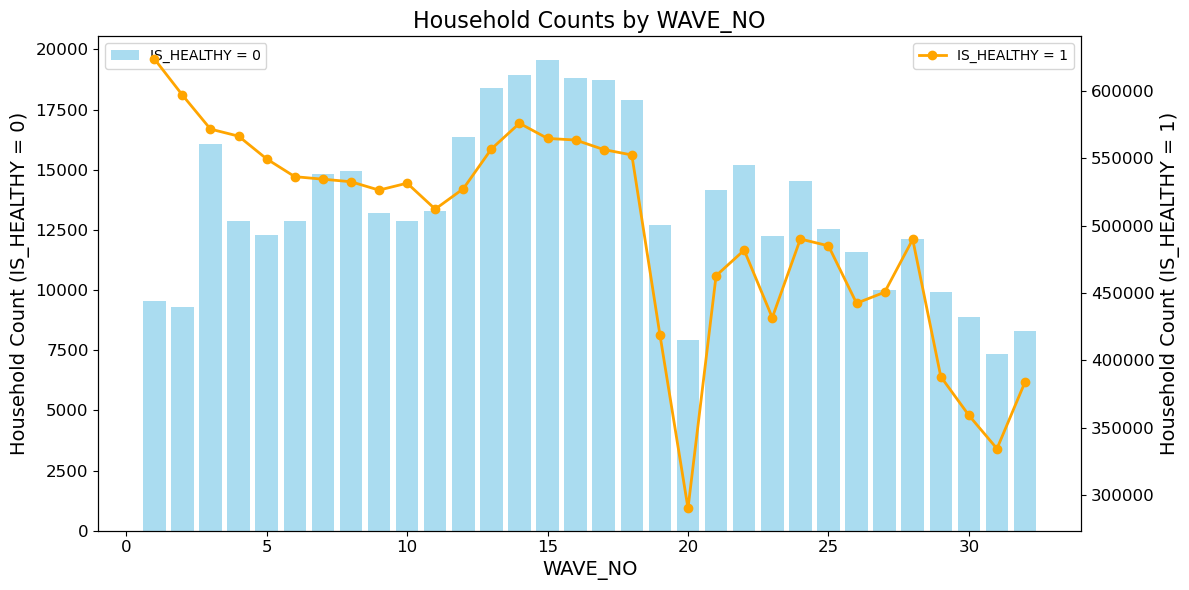 Household Counts by WAVE_NO
IS_HEALTHY = 0
IS_HEALTHY = 1
Household Count (IS_HEALTHY = 0)
20000
17500
15000
12500
10000
7500
5000
2500
0
600000
550000
500000
450000
400000
350000
300000
Household Count (IS_HEALTHY = 1)
0 5 10 15 20 25 30
WAVE_NO